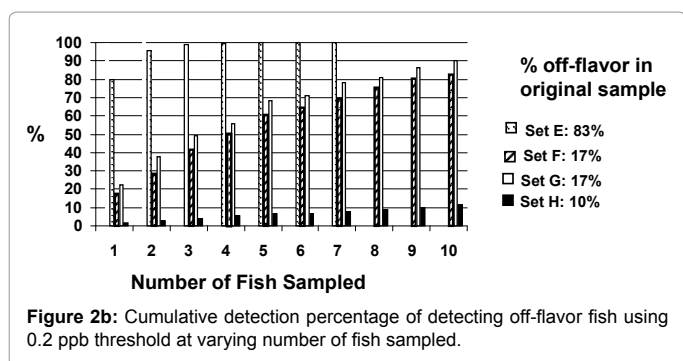 100
90
80
70
60
50
40
30
20
10
0
%
1 2 3 4 5 6 7 8 9 10
Number of Fish Sampled
% off-flavor in
original sample
Set E: 83%
Set F: 17%
Set G: 17%
Set H: 10%
Figure 2b: Cumulative detection percentage of detecting off-flavor fish using
0.2 ppb threshold at varying number of fish sampled.